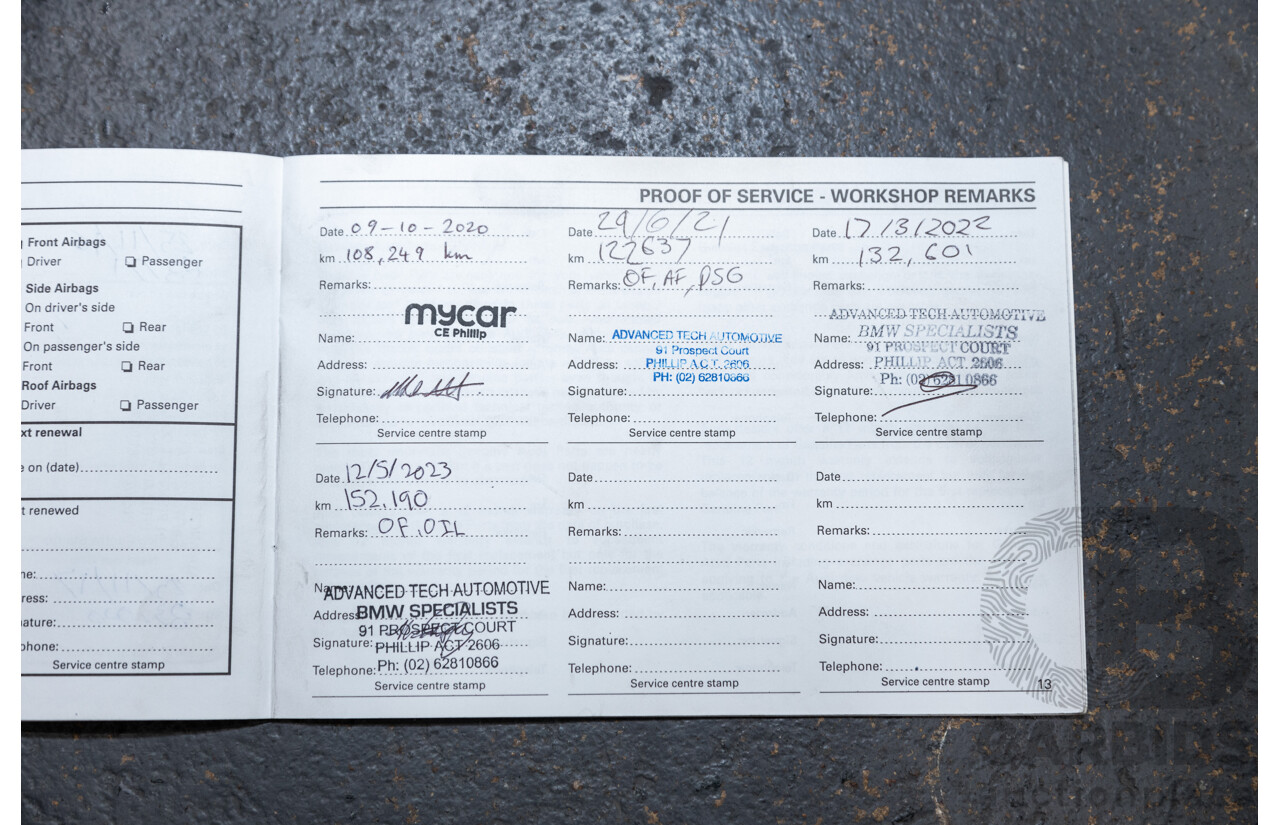 Front Airbags
Driver Passenger
Side Airbags
On driver's side
Front Rear
On passenger's side
Front Rear
Roof Airbags
Driver Passenger
xt renewal
e on (date)
t renewed
ne:
ress:
ature:
phone:
Service centre stamp
PROOF OF SERVICE - WORKSHOP REMARKS
Date 09-10-2020
km 108,249 km
Remarks:
mycar
CE Phillip
Name:
Address:
Signature:
Telephone:
Service centre stamp
Date 29/6/21
km 122637
Remarks: OF, AF, DSG
Name: ADVANCED TECH AUTOMOTIVE
91 Prospect Court
Address: PHILLIP A.C.T. 2606
PH: (02) 62810866
Signature:
Telephone:
Service centre stamp
Date 17/3/2022
km 132,601
Remarks:
ADVANCED TECH AUTOMOTIVE
BMW SPECIALISTS
Name: 91 PROSPECT COURT
Address: PHILLIP ACT 2606
Ph: (02) 62810866
Signature:
Telephone:
Service centre stamp
Date 12/5/2023
km 152,190
Remarks: OF, OIL
Name:
ADVANCED TECH AUTOMOTIVE
Address: BMW SPECIALISTS
91 PROSPECT COURT
Signature: PHILLIP ACT 2606
Telephone: Ph: (02) 62810866
Service centre stamp
Date
km
Remarks:
Name:
Address:
Signature:
Telephone:
Service centre stamp
Date
km
Remarks:
Name:
Address:
Signature:
Telephone:
Service centre stamp
13
CARBIDS
auctionplace